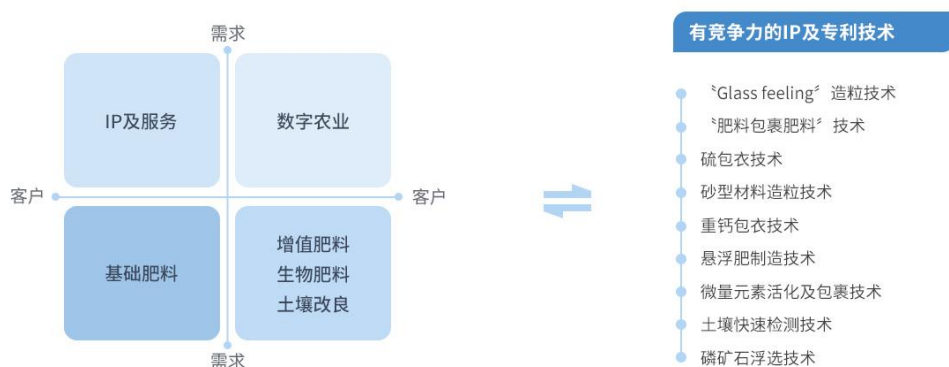 需求
IP及服务
数字农业
客户
客户
基础肥料
增值肥料
生物肥料
土壤改良
需求
有竞争力的IP及专利技术
〝Glass feeling〞造粒技术
〝肥料包裹肥料〞技术
硫包衣技术
砂型材料造粒技术
重钙包衣技术
悬浮肥制造技术
微量元素活化及包裹技术
土壤快速检测技术
磷矿石浮选技术